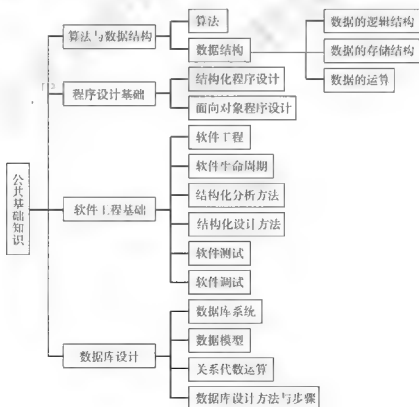 公共基础知识
算法与数据结构
算法
数据结构
数据的逻辑结构
数据的存储结构
数据的运算
程序设计基础
结构化程序设计
面向对象程序设计
软件工程基础
软件工程
软件生命周期
结构化分析方法
结构化设计方法
软件测试
软件调试
数据库设计
数据库系统
数据模型
关系代数运算
数据库设计方法与步骤